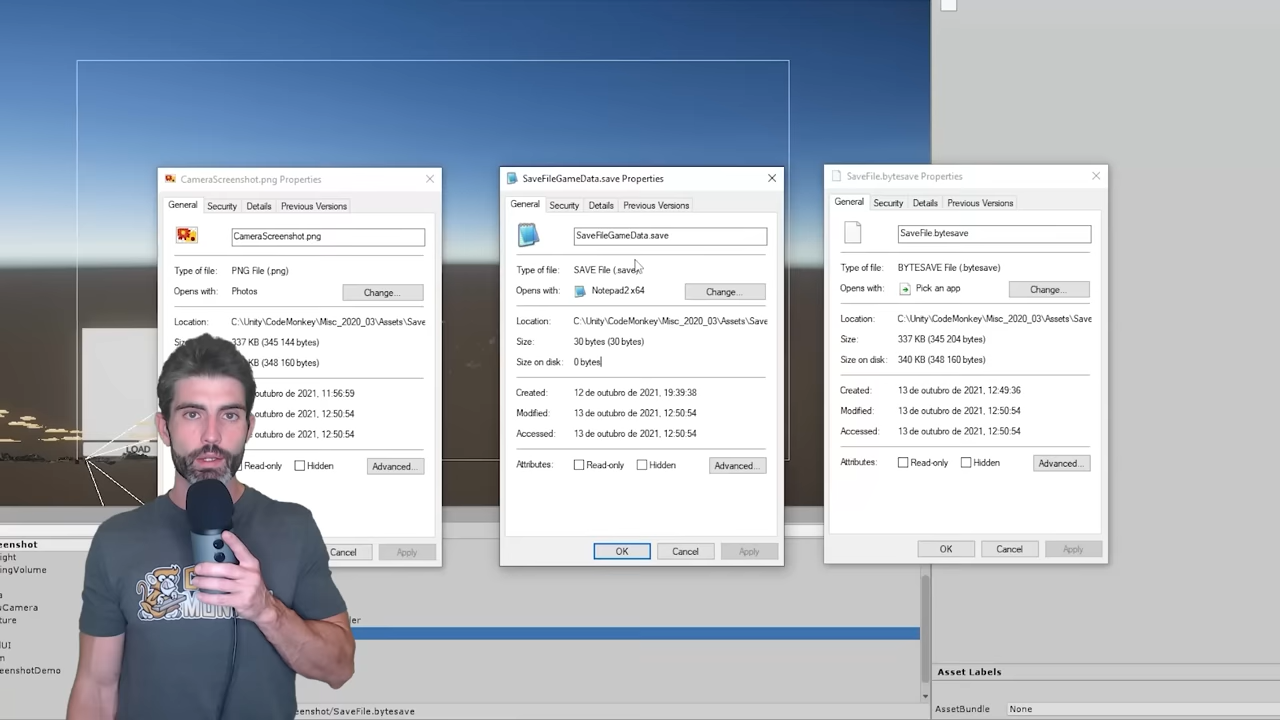 CameraScreenshot.png Properties
General
Security
Details
Previous Versions
CameraScreenshot.png
Type of file:
PNG File (.png)
Opens with:
Photos
Change...
Location:
C:\Unity\CodeMonkey\Misc_2020_03\Assets\Save
337 KB (345 144 bytes)
KB (348 160 bytes)
de outubro de 2021, 11:56:59
de outubro de 2021, 12:50:54
de outubro de 2021, 12:50:54
Read-only
Hidden
Advanced...
Cancel
Apply
SaveFileGameData.save Properties
General
Security
Details
Previous Versions
SaveFileGameData.save
Type of file:
SAVE File (.save)
Opens with:
Notepad2 x64
Change...
Location:
C:\Unity\CodeMonkey\Misc_2020_03\Assets\Save
Size:
30 bytes (30 bytes)
Size on disk:
0 bytes
Created:
12 de outubro de 2021, 19:39:38
Modified:
13 de outubro de 2021, 12:50:54
Accessed:
13 de outubro de 2021, 12:50:54
Attributes:
Read-only
Hidden
Advanced...
OK
Cancel
Apply
SaveFile.bytesave Properties
General
Security
Details
Previous Versions
SaveFile.bytesave
Type of file:
BYTESAVE File (.bytesave)
Opens with:
Pick an app
Change...
Location:
C:\Unity\CodeMonkey\Misc_2020_03\Assets\Save
Size:
337 KB (345 204 bytes)
Size on disk:
340 KB (348 160 bytes)
Created:
13 de outubro de 2021, 12:49:36
Modified:
13 de outubro de 2021, 12:50:54
Accessed:
13 de outubro de 2021, 12:50:54
Attributes:
Read-only
Hidden
Advanced...
OK
Cancel
Apply
LOAD
eenshot/SaveFile.bytesave
Asset Labels
AssetBundle
None